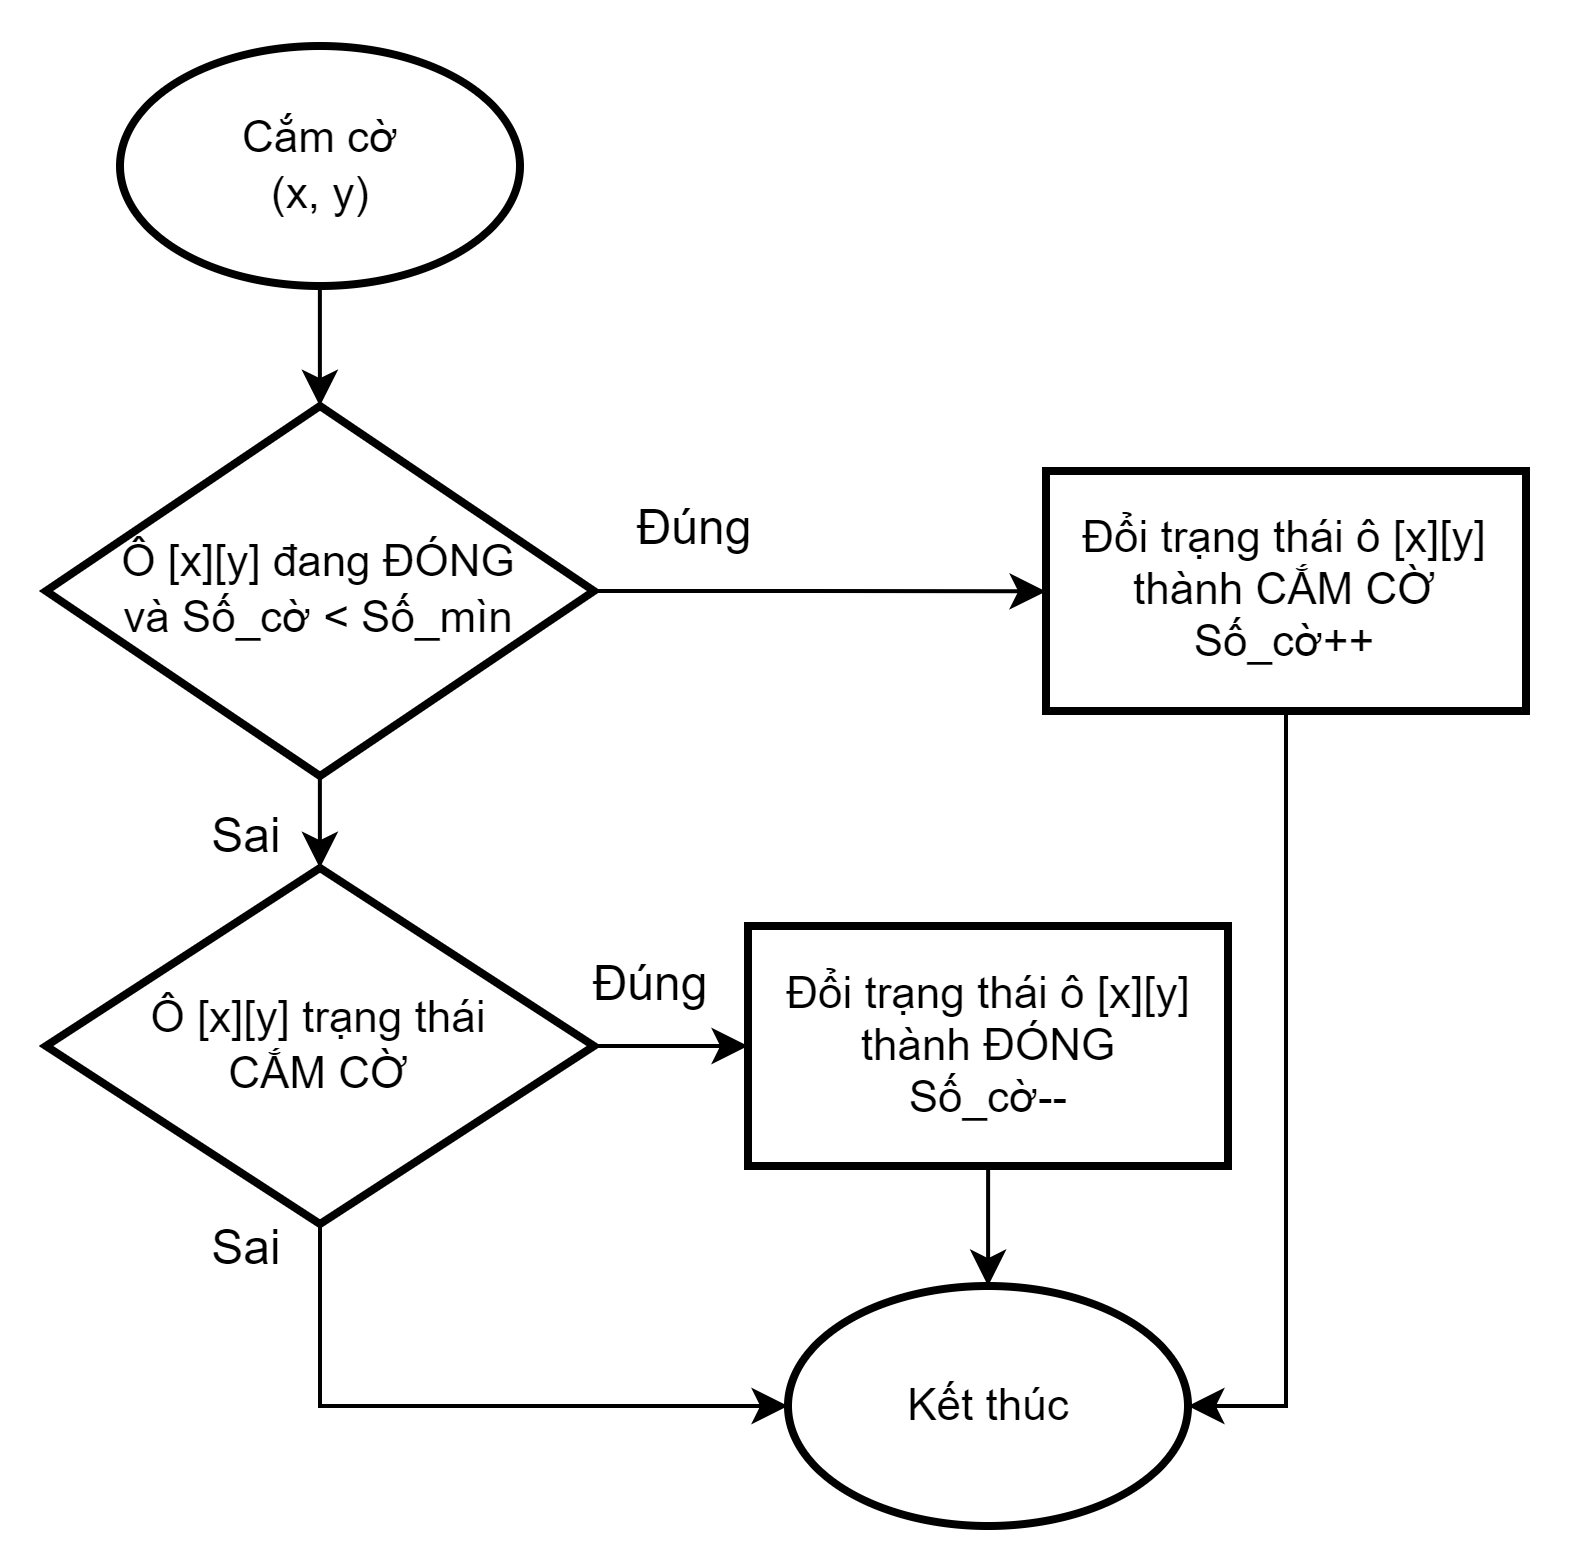 Cắm cờ
(x, y)
Ô [x][y] đang ĐÓNG
và Số_cờ < Số_mìn
Đúng
Đổi trạng thái ô [x][y]
thành CẮM CỜ
Số_cờ++
Sai
Ô [x][y] trạng thái
CẮM CỜ
Đúng
Đổi trạng thái ô [x][y]
thành ĐÓNG
Số_cờ--
Sai
Kết thúc